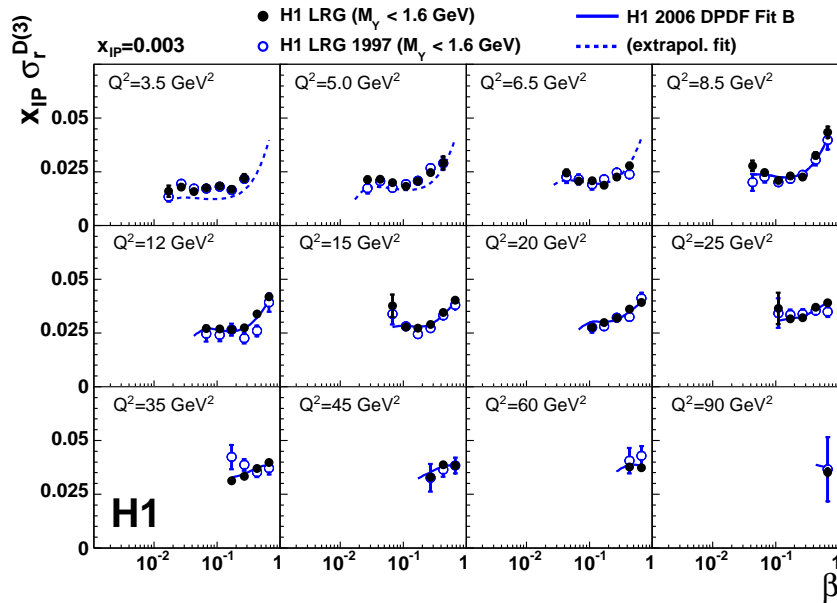 H1 LRG (M_Y < 1.6 GeV)
H1 2006 DPDF Fit B
x_IP=0.003
H1 LRG 1997 (M_Y < 1.6 GeV)
(extrapol. fit)
x_IP σ_r^D(3)
Q²=3.5 GeV²
Q²=5.0 GeV²
Q²=6.5 GeV²
Q²=8.5 GeV²
0.05
0.025
0
Q²=12 GeV²
Q²=15 GeV²
Q²=20 GeV²
Q²=25 GeV²
0.05
0.025
0
Q²=35 GeV²
Q²=45 GeV²
Q²=60 GeV²
Q²=90 GeV²
0.05
0.025
H1
0
10⁻² 10⁻¹ 1 10⁻² 10⁻¹ 1 10⁻² 10⁻¹ 1 10⁻² 10⁻¹ 1
β